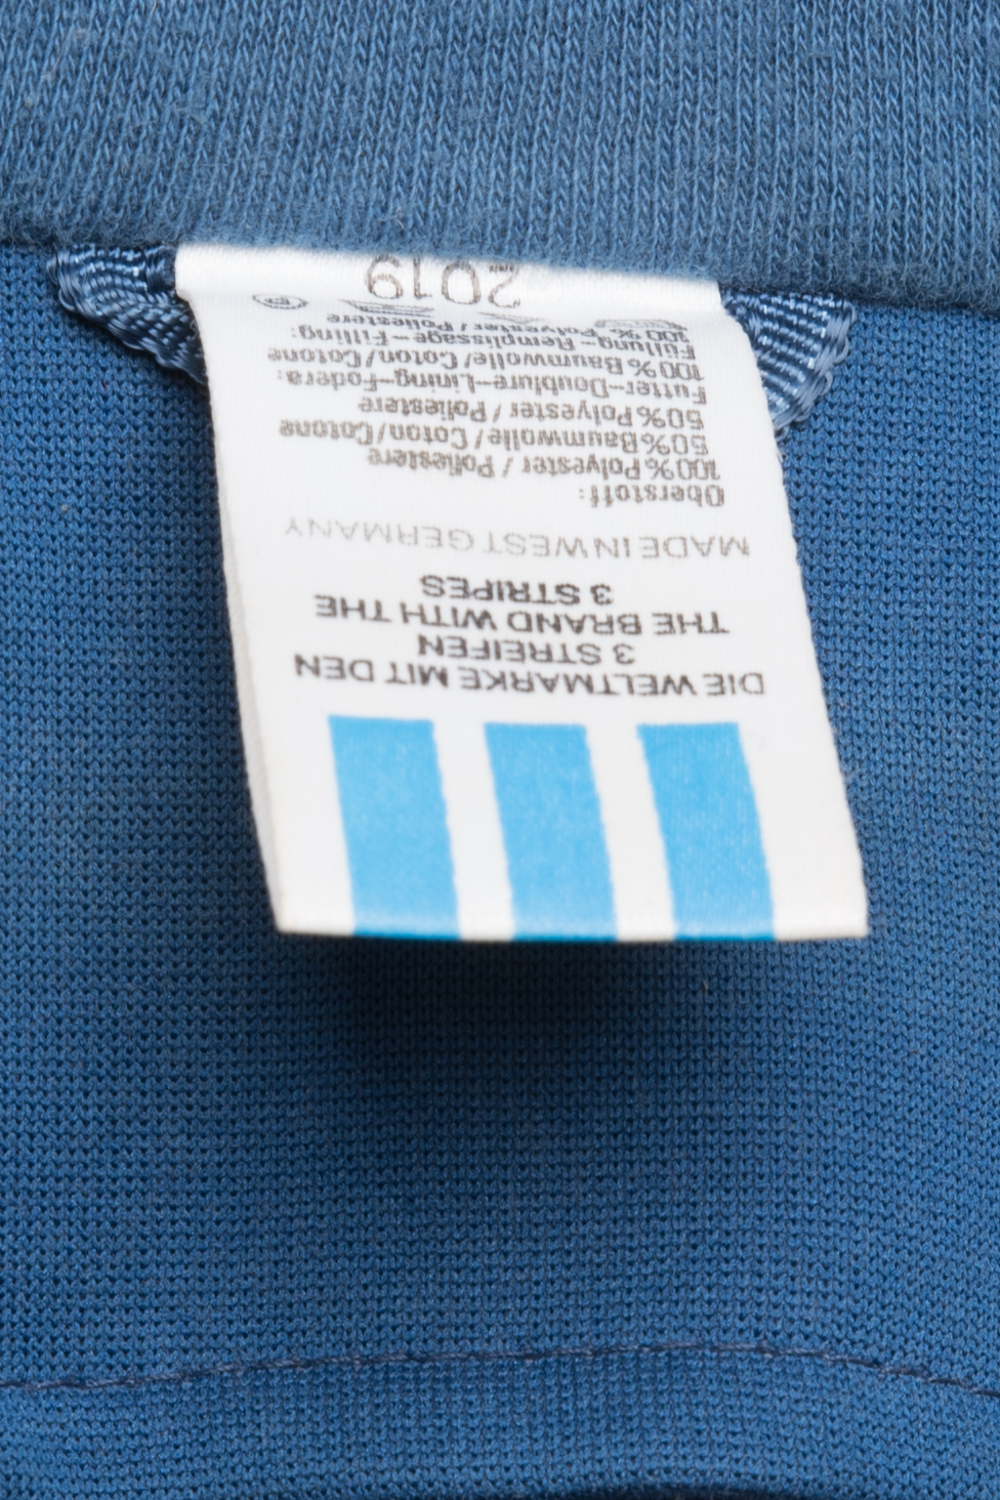 DIE WELTMARKE MIT DEN
3 STREIFEN
THE BRAND WITH THE
3 STRIPES
MADE IN WEST GERMANY
Oberstoff:
100% Polyester / Poliestere
50% Baumwolle/Coton/Cotone
50% Polyester / Poliestere
Futter-Doublure-Lining-Fodera:
100% Baumwolle/Coton/Cotone
Füllung-Remplissage-Filling:
100% Polyester / Poliestere
2019